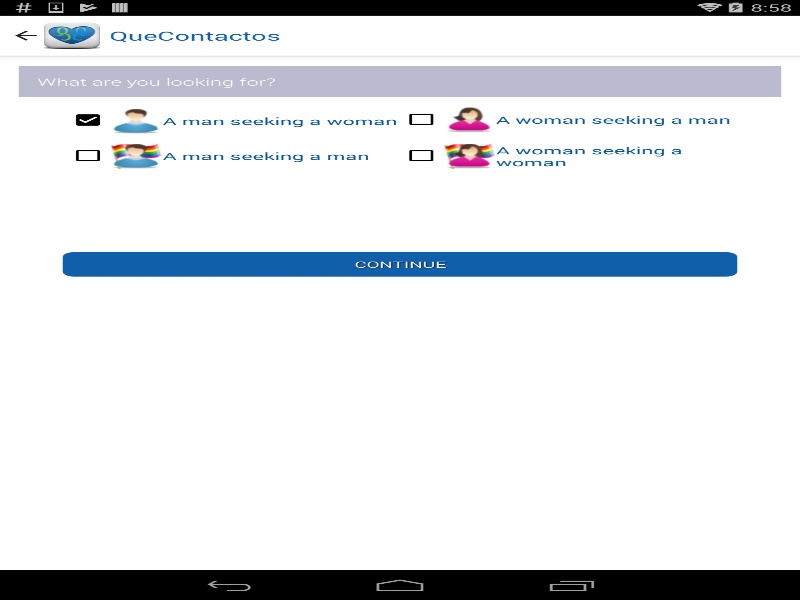 8:58
QueContactos
What are you looking for?
A man seeking a woman
A woman seeking a man
A man seeking a man
A woman seeking a
woman
CONTINUE